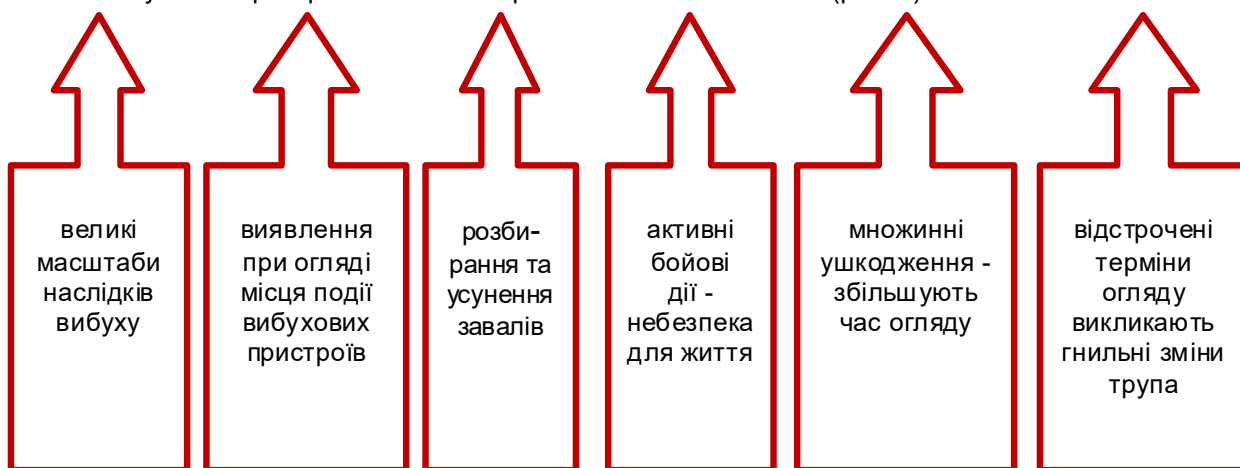 великі
масштаби
наслідків
вибуху
виявлення
при огляді
місця події
вибухових
пристроїв
розби-
рання та
усунення
завалів
активні
бойові
дії -
небезпека
для життя
множинні
ушкодження -
збільшують
час огляду
відстрочені
терміни
огляду
викликають
гнильні зміни
трупа